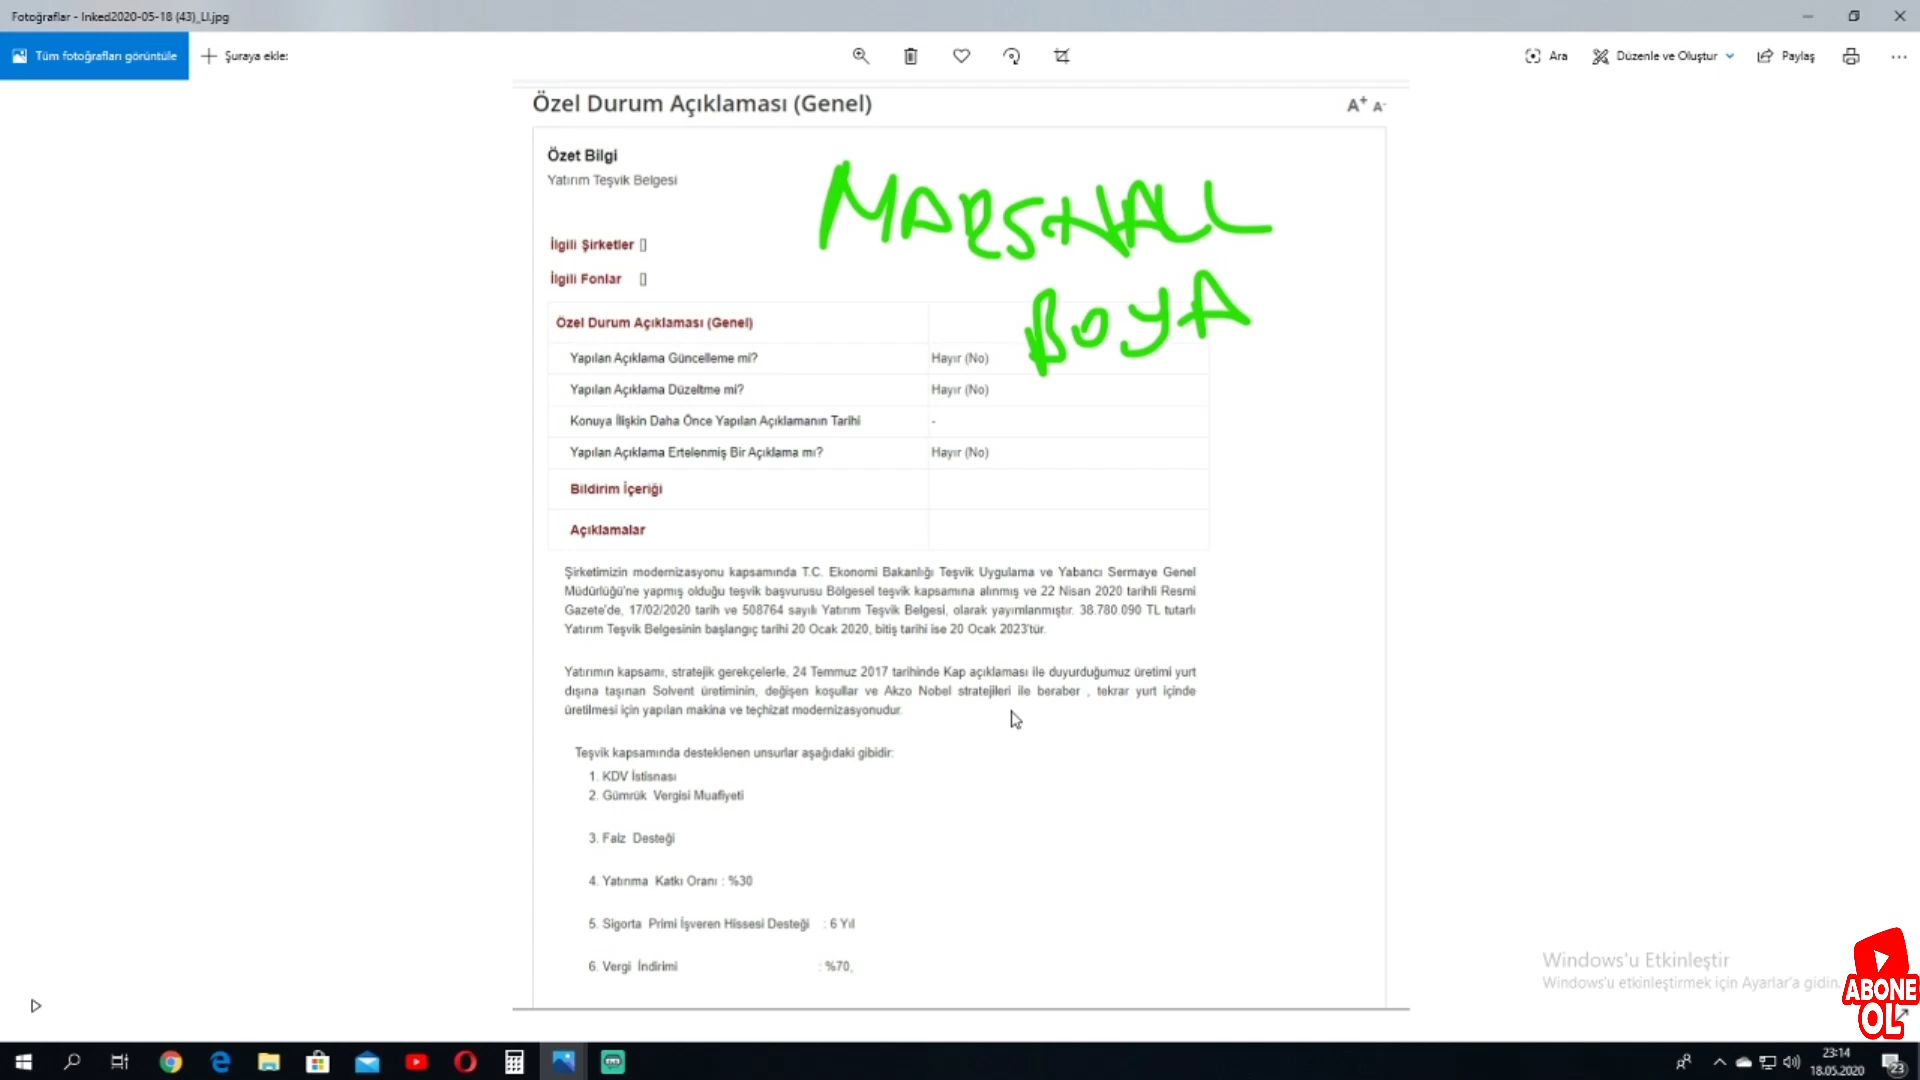 Fotoğraflar - Inked2020-05-18 (43)_LI.jpg
Tüm fotoğrafları görüntüle
Şuraya ekle:
Ara
Düzenle ve Oluştur
Paylaş
Özel Durum Açıklaması (Genel)
A+ A-
Özet Bilgi
Yatırım Teşvik Belgesi
MARSHALL
BOYA
İlgili Şirketler []
İlgili Fonlar []
Özel Durum Açıklaması (Genel)
Yapılan Açıklama Güncelleme mi? Hayır (No)
Yapılan Açıklama Düzeltme mi? Hayır (No)
Konuya İlişkin Daha Önce Yapılan Açıklamanın Tarihi -
Yapılan Açıklama Ertelenmiş Bir Açıklama mı? Hayır (No)
Bildirim İçeriği
Açıklamalar
Şirketimizin modernizasyonu kapsamında T.C. Ekonomi Bakanlığı Teşvik Uygulama ve Yabancı Sermaye Genel
Müdürlüğü'ne yapmış olduğu teşvik başvurusu Bölgesel teşvik kapsamına alınmış ve 22 Nisan 2020 tarihli Resmi
Gazete'de, 17/02/2020 tarih ve 508764 sayılı Yatırım Teşvik Belgesi, olarak yayımlanmıştır. 38.780.090 TL tutarlı
Yatırım Teşvik Belgesinin başlangıç tarihi 20 Ocak 2020, bitiş tarihi ise 20 Ocak 2023'tür.
Yatırımın kapsamı, stratejik gerekçelerle, 24 Temmuz 2017 tarihinde Kap açıklaması ile duyurduğumuz üretimi yurt
dışına taşınan Solvent üretiminin, değişen koşullar ve Akzo Nobel stratejileri ile beraber , tekrar yurt içinde
üretilmesi için yapılan makina ve teçhizat modernizasyonudur.
Teşvik kapsamında desteklenen unsurlar aşağıdaki gibidir:
1. KDV İstisnası
2. Gümrük Vergisi Muafiyeti
3. Faiz Desteği
4. Yatırıma Katkı Oranı : %30
5. Sigorta Primi İşveren Hissesi Desteği : 6 Yıl
6. Vergi İndirimi : %70,
Windows'u Etkinleştir
Windows'u etkinleştirmek için Ayarlar'a gidin.
ABONE
OL
23:14
18.05.2020
23